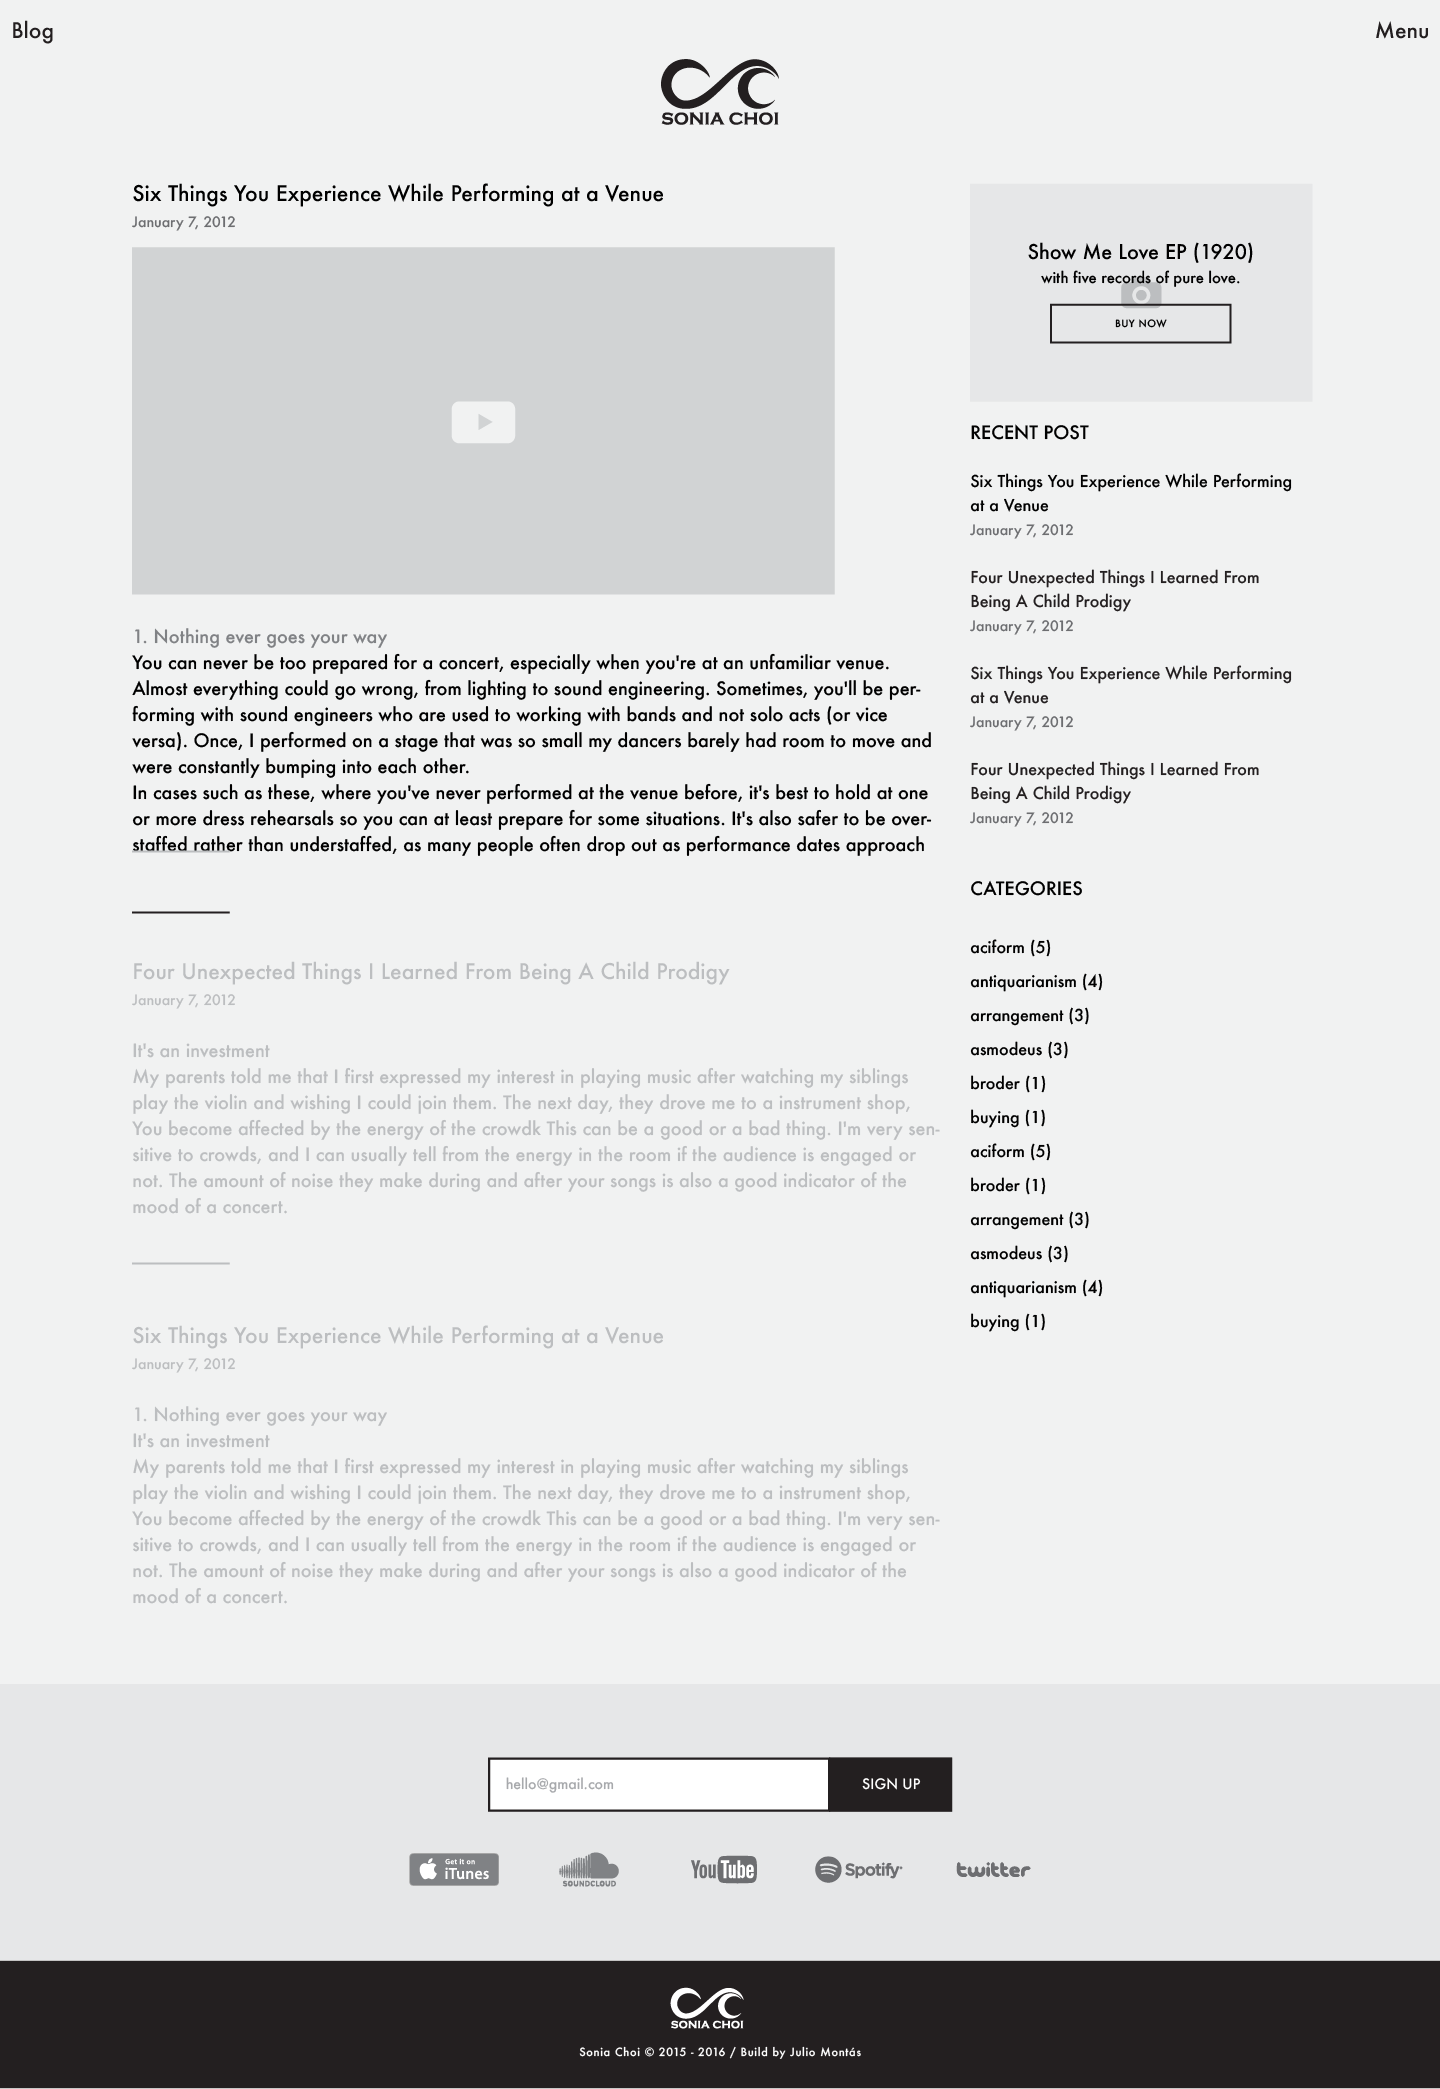 Blog
Menu
SONIA CHOI
Six Things You Experience While Performing at a Venue
January 7, 2012
1. Nothing ever goes your way
You can never be too prepared for a concert, especially when you're at an unfamiliar venue.
Almost everything could go wrong, from lighting to sound engineering. Sometimes, you'll be per-
forming with sound engineers who are used to working with bands and not solo acts (or vice
versa). Once, I performed on a stage that was so small my dancers barely had room to move and
were constantly bumping into each other.
In cases such as these, where you've never performed at the venue before, it's best to hold at one
or more dress rehearsals so you can at least prepare for some situations. It's also safer to be over-
staffed rather than understaffed, as many people often drop out as performance dates approach
Four Unexpected Things I Learned From Being A Child Prodigy
January 7, 2012
It's an investment
My parents told me that I first expressed my interest in playing music after watching my siblings
play the violin and wishing I could join them. The next day, they drove me to a instrument shop,
You become affected by the energy of the crowdk This can be a good or a bad thing. I'm very sen-
sitive to crowds, and I can usually tell from the energy in the room if the audience is engaged or
not. The amount of noise they make during and after your songs is also a good indicator of the
mood of a concert.
Six Things You Experience While Performing at a Venue
January 7, 2012
1. Nothing ever goes your way
It's an investment
My parents told me that I first expressed my interest in playing music after watching my siblings
play the violin and wishing I could join them. The next day, they drove me to a instrument shop,
You become affected by the energy of the crowdk This can be a good or a bad thing. I'm very sen-
sitive to crowds, and I can usually tell from the energy in the room if the audience is engaged or
not. The amount of noise they make during and after your songs is also a good indicator of the
mood of a concert.
Show Me Love EP (1920)
with five records of pure love.
BUY NOW
RECENT POST
Six Things You Experience While Performing
at a Venue
January 7, 2012
Four Unexpected Things I Learned From
Being A Child Prodigy
January 7, 2012
Six Things You Experience While Performing
at a Venue
January 7, 2012
Four Unexpected Things I Learned From
Being A Child Prodigy
January 7, 2012
CATEGORIES
aciform (5)
antiquarianism (4)
arrangement (3)
asmodeus (3)
broder (1)
buying (1)
aciform (5)
broder (1)
arrangement (3)
asmodeus (3)
antiquarianism (4)
buying (1)
hello@gmail.com
SIGN UP
Get it on
iTunes
SOUNDCLOUD
YouTube
Spotify
twitter
SONIA CHOI
Sonia Choi © 2015 - 2016 / Build by Julio Montás